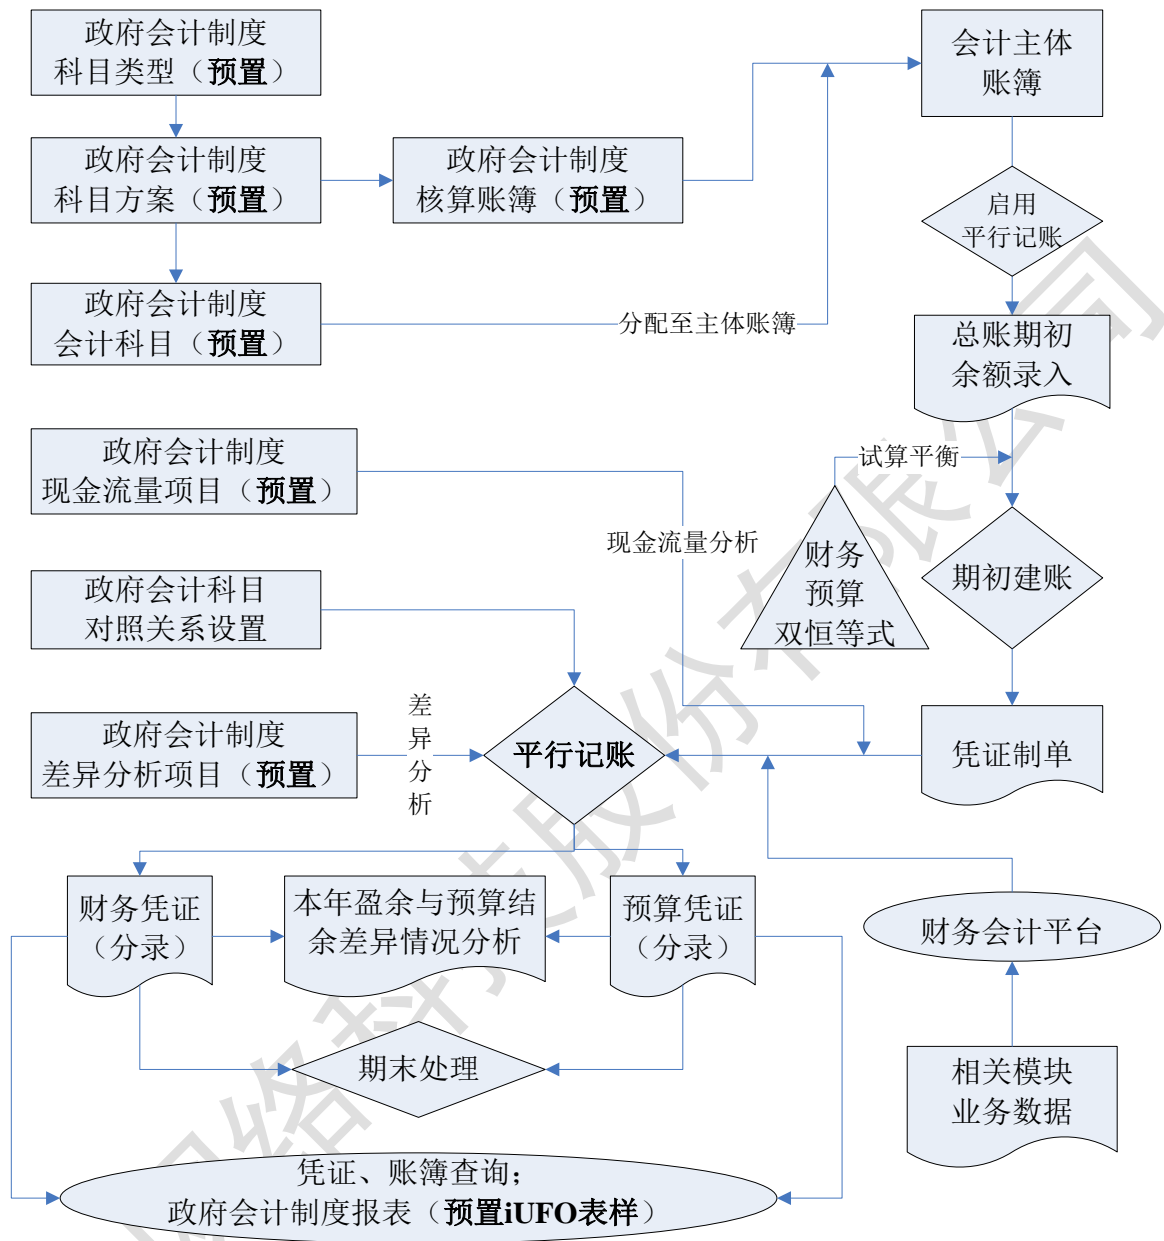 政府会计制度
科目类型（预置）
会计主体
账簿
政府会计制度
科目方案（预置）
政府会计制度
核算账簿（预置）
启用
平行记账
政府会计制度
会计科目（预置）
分配至主体账簿
总账期初
余额录入
政府会计制度
现金流量项目（预置）
试算平衡
现金流量分析
财务
预算
双恒等式
期初建账
政府会计科目
对照关系设置
政府会计制度
差异分析项目（预置）
差
异
分
析
平行记账
凭证制单
财务凭证
（分录）
本年盈余与预算结
余差异情况分析
预算凭证
（分录）
财务会计平台
期末处理
相关模块
业务数据
凭证、账簿查询；
政府会计制度报表（预置iUFO表样）
网络科技股份有限公司